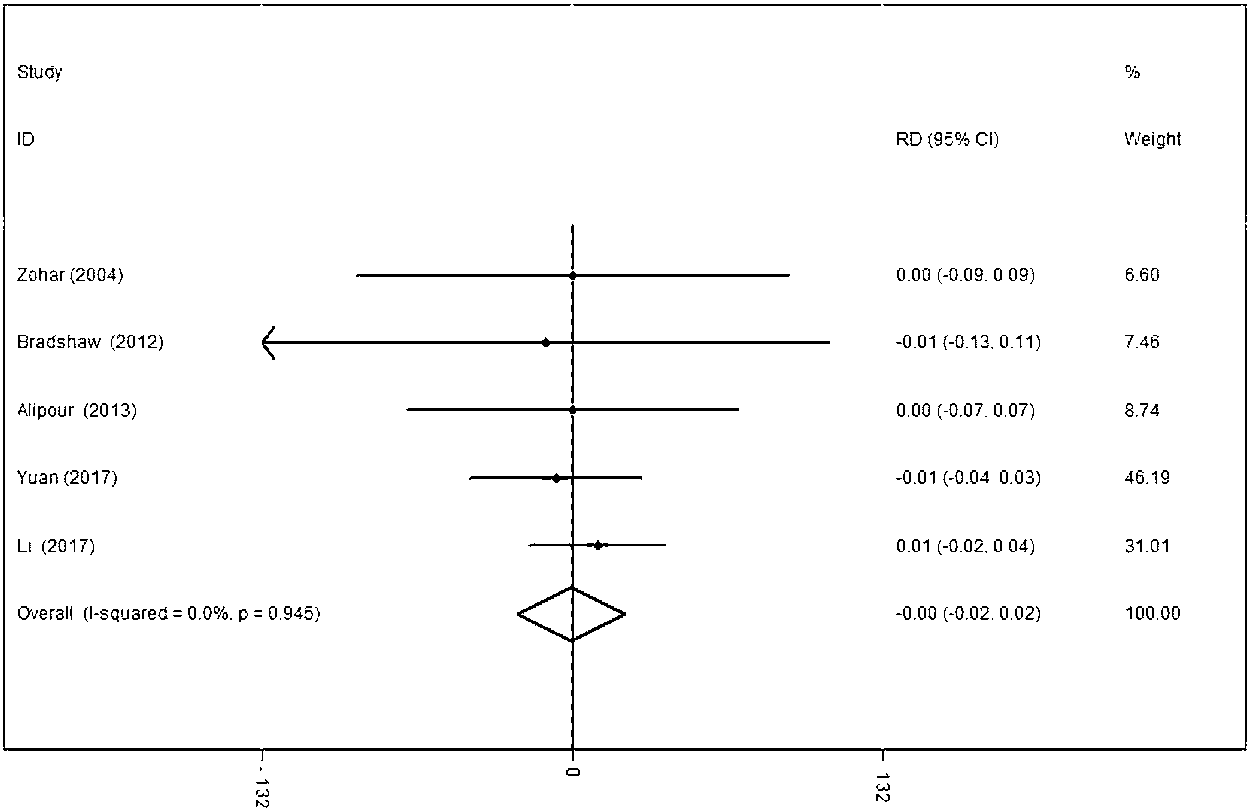 Study %
ID RD (95% CI) Weight
Zohar (2004) 0.00 (-0.09, 0.09) 6.60
Bradshaw (2012) -0.01 (-0.13, 0.11) 7.46
Alipour (2013) 0.00 (-0.07, 0.07) 8.74
Yuan (2017) -0.01 (-0.04, 0.03) 46.19
Li (2017) 0.01 (-0.02, 0.04) 31.01
Overall (I-squared = 0.0%, p = 0.945) -0.00 (-0.02, 0.02) 100.00
-.132 0 .132